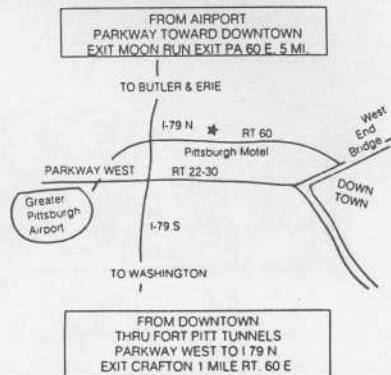 FROM AIRPORT
PARKWAY TOWARD DOWNTOWN
EXIT MOON RUN EXIT PA 60 E. 5 MI.
TO BUTLER & ERIE
I-79 N
RT 60
West
End
Bridge
Pittsburgh Motel
PARKWAY WEST
RT 22-30
DOWN
TOWN
Greater
Pittsburgh
Airport
I-79 S
TO WASHINGTON
FROM DOWNTOWN
THRU FORT PITT TUNNELS
PARKWAY WEST TO I 79 N
EXIT CRAFTON 1 MILE RT. 60 E